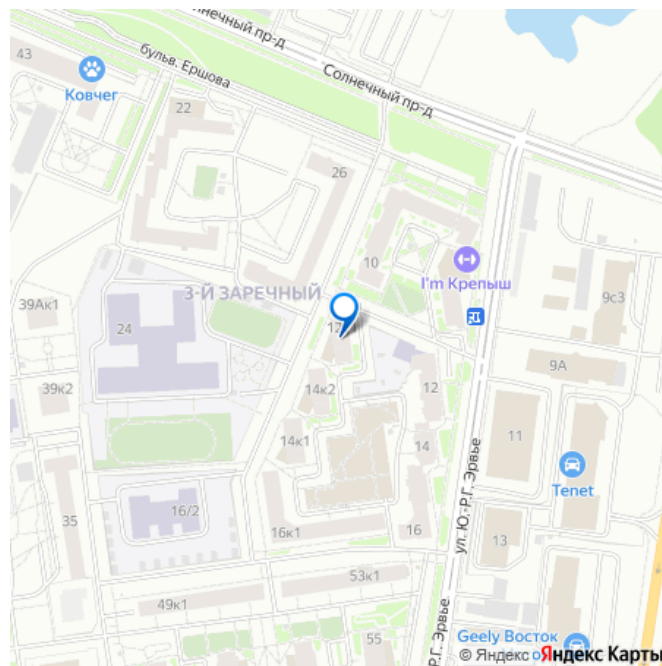 Солнечный пр-д
бульв. Ершова
43
Ковчег
22
Солнечный пр-д
26
10
I'm Крепыш
3-Й ЗАРЕЧНЫЙ
39Ак1
24
9с3
9А
39к2
14к2
12
14к1
14
11
Tenet
ул. Ю.-Р.Г. Эрвье
35
16/2
16к1
16
13
53к1
49к1
55
Р.Г. Эрвье
Geely Восток
© Яндекс Яндекс Карты